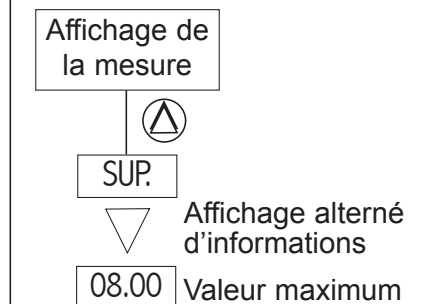 Affichage de
la mesure
SUP.
Affichage alterné
d’informations
08.00 Valeur maximum